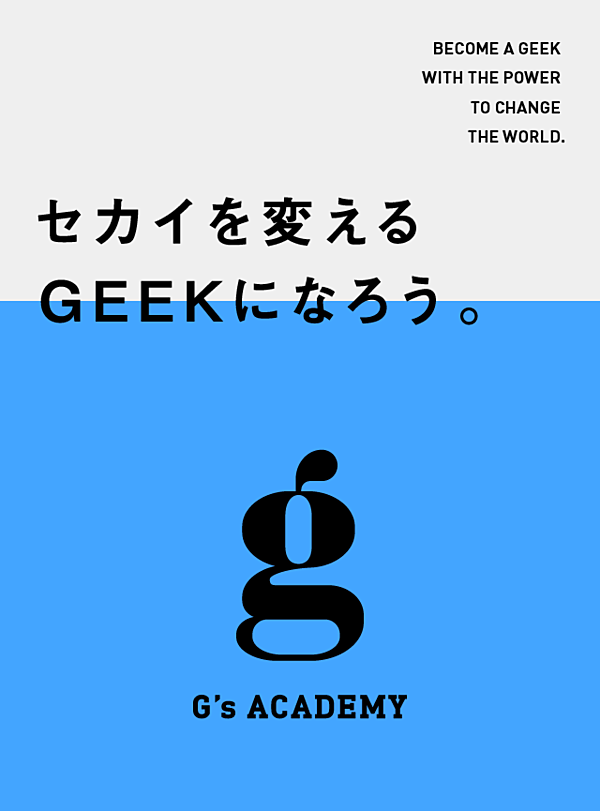 BECOME A GEEK
WITH THE POWER
TO CHANGE
THE WORLD.
セカイを変える
GEEKになろう。
g
G's ACADEMY